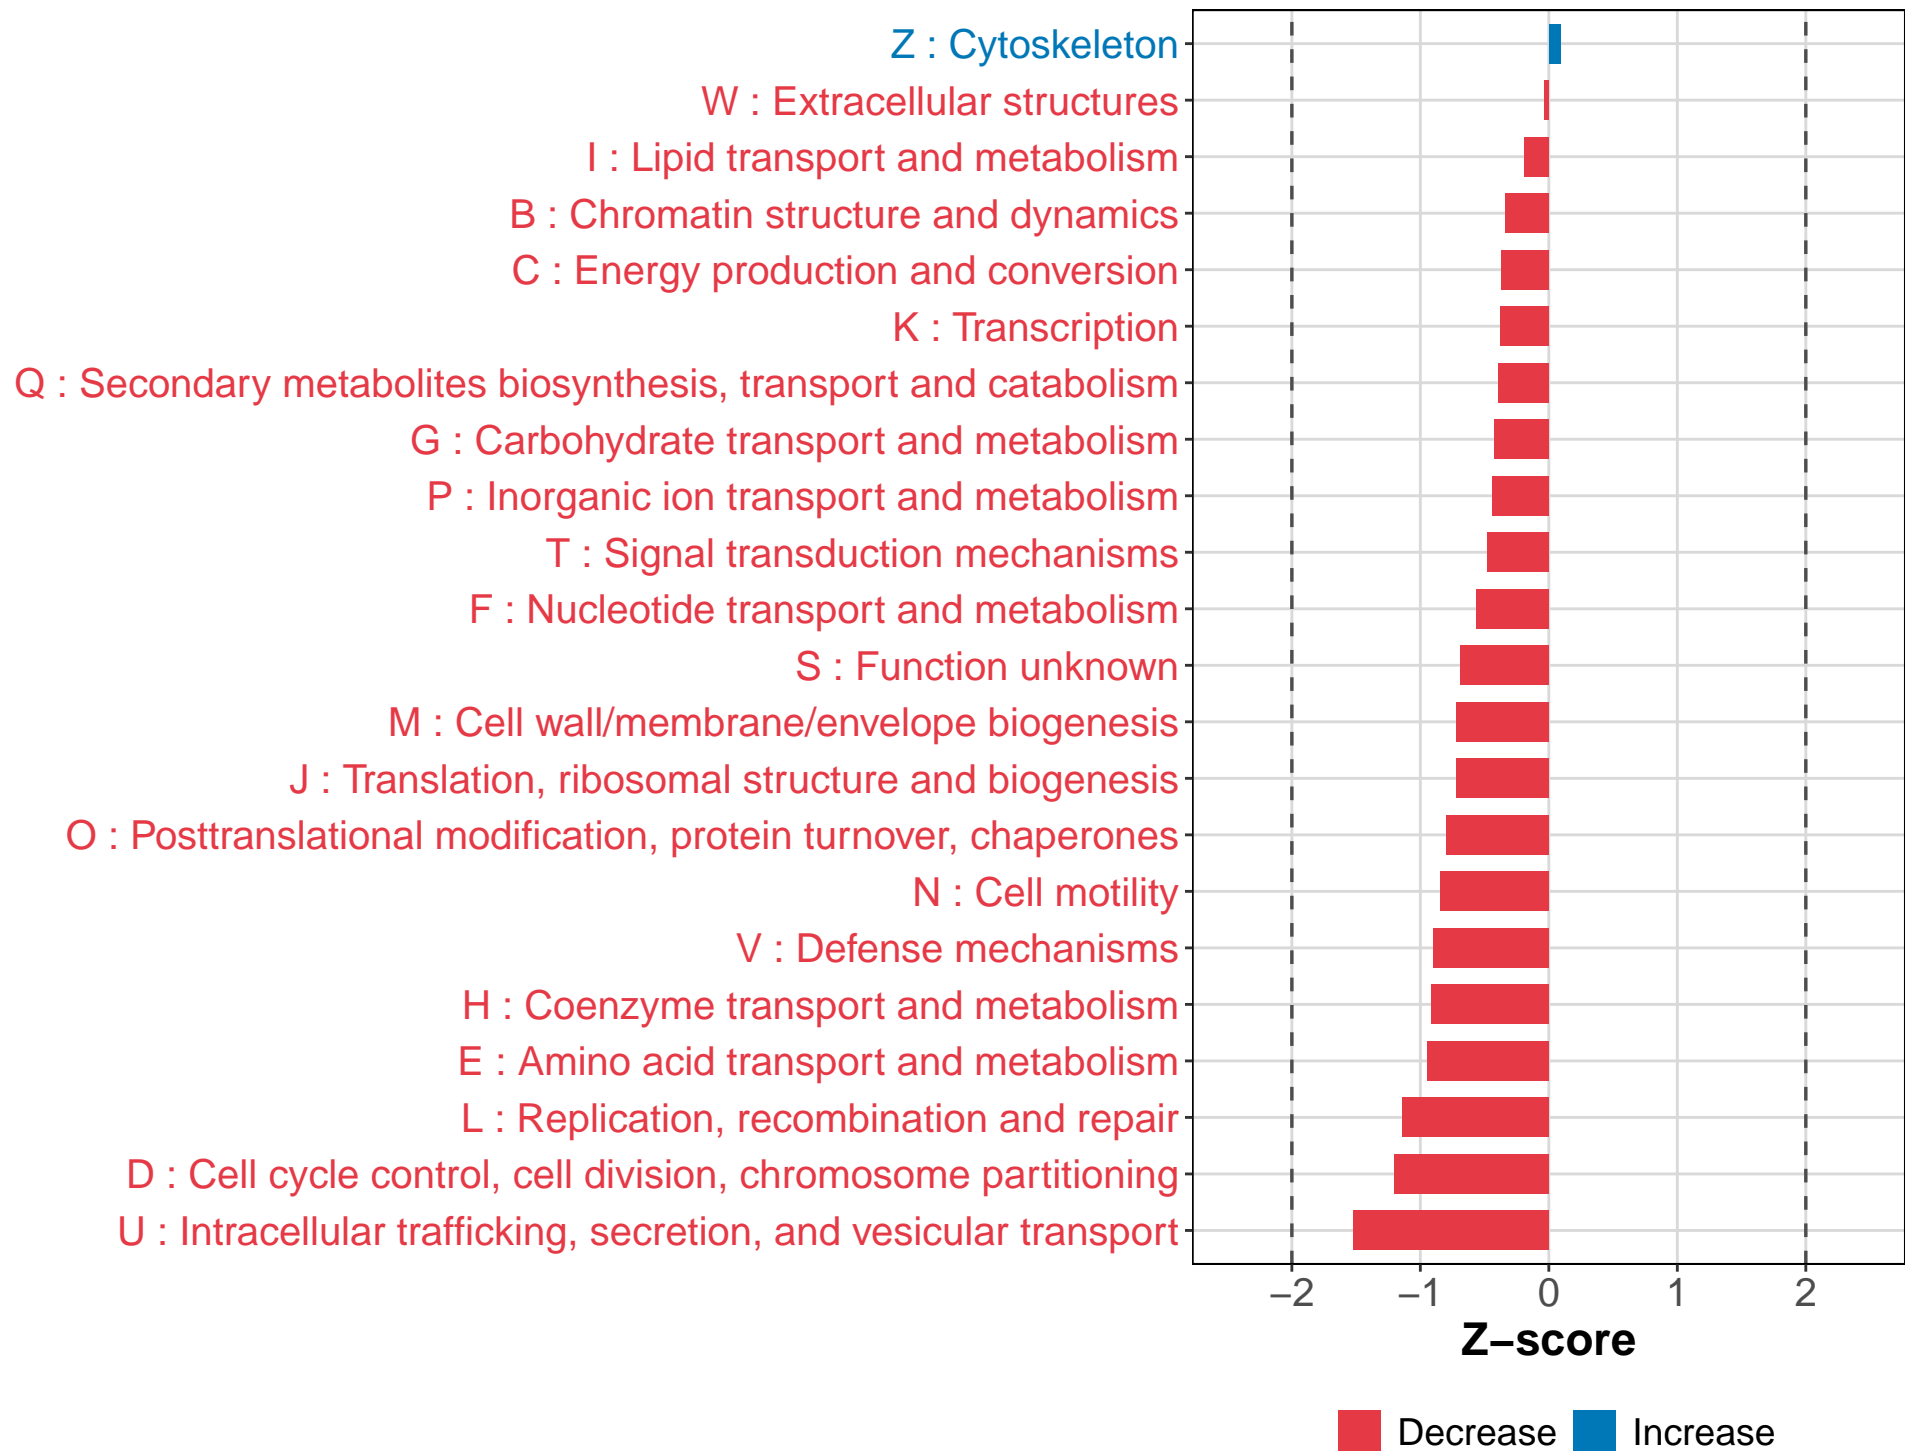 Z : Cytoskeleton
W : Extracellular structures
I : Lipid transport and metabolism
B : Chromatin structure and dynamics
C : Energy production and conversion
K : Transcription
Q : Secondary metabolites biosynthesis, transport and catabolism
G : Carbohydrate transport and metabolism
P : Inorganic ion transport and metabolism
T : Signal transduction mechanisms
F : Nucleotide transport and metabolism
S : Function unknown
M : Cell wall/membrane/envelope biogenesis
J : Translation, ribosomal structure and biogenesis
O : Posttranslational modification, protein turnover, chaperones
N : Cell motility
V : Defense mechanisms
H : Coenzyme transport and metabolism
E : Amino acid transport and metabolism
L : Replication, recombination and repair
D : Cell cycle control, cell division, chromosome partitioning
U : Intracellular trafficking, secretion, and vesicular transport
−2 −1 0 1 2
Z−score
Decrease Increase